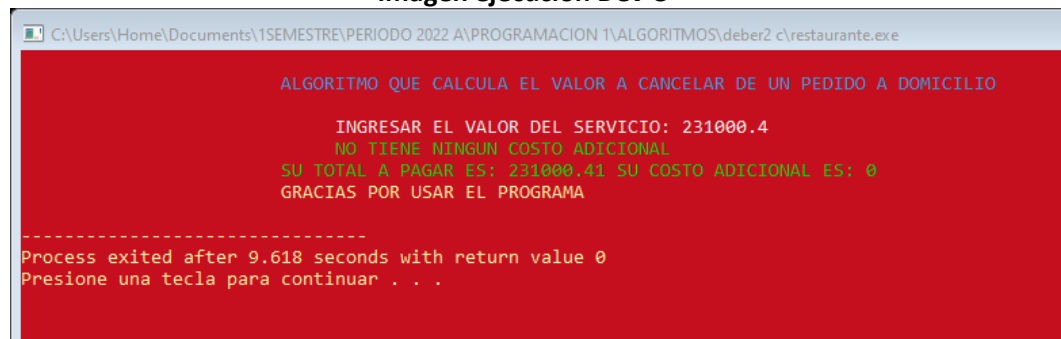 Imagen ejecución Dev C
C:\Users\Home\Documents\1SEMESTRE\PERIODO 2022 A\PROGRAMACION 1\ALGORITMOS\deber2 c\restaurante.exe
ALGORITMO QUE CALCULA EL VALOR A CANCELAR DE UN PEDIDO A DOMICILIO
INGRESAR EL VALOR DEL SERVICIO: 231000.4
NO TIENE NINGUN COSTO ADICIONAL
SU TOTAL A PAGAR ES: 231000.41 SU COSTO ADICIONAL ES: 0
GRACIAS POR USAR EL PROGRAMA
--------------------------------
Process exited after 9.618 seconds with return value 0
Presione una tecla para continuar . . .